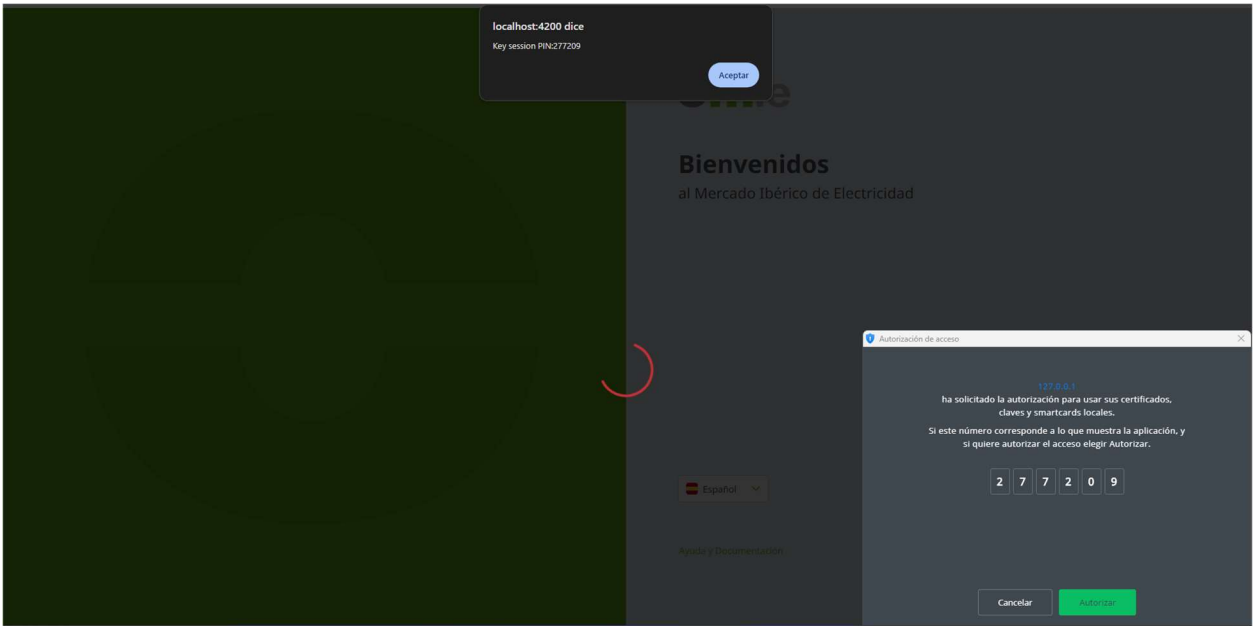 localhost:4200 dice
Key session PIN:277209
Aceptar
Bienvenidos
al Mercado Ibérico de Electricidad
Español
Ayuda y Documentación
Autorización de acceso
127.0.0.1
ha solicitado la autorización para usar sus certificados,
claves y smartcards locales.
Si este número corresponde a lo que muestra la aplicación, y
si quiere autorizar el acceso elegir Autorizar.
2 7 7 2 0 9
Cancelar
Autorizar